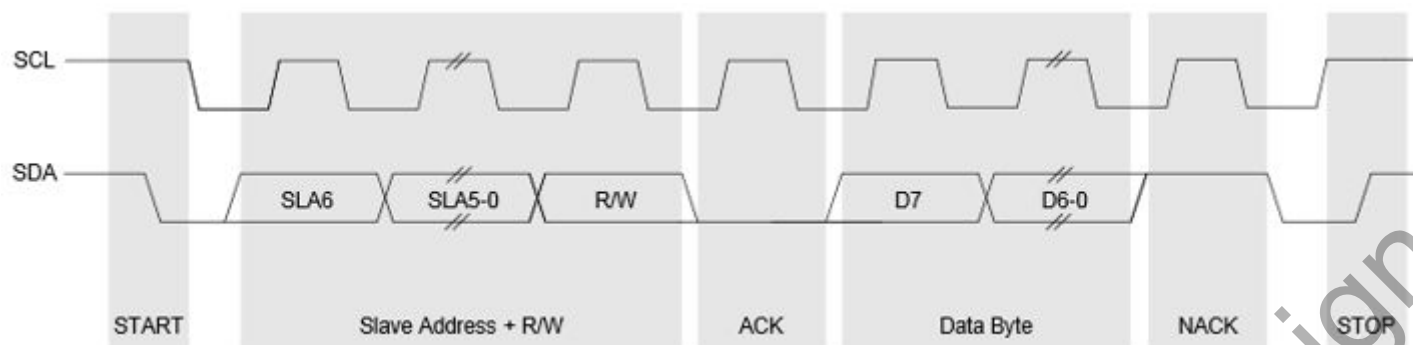 SCL
SDA
SLA6 SLA5-0 R/W D7 D6-0
START Slave Address + R/W ACK Data Byte NACK STOP